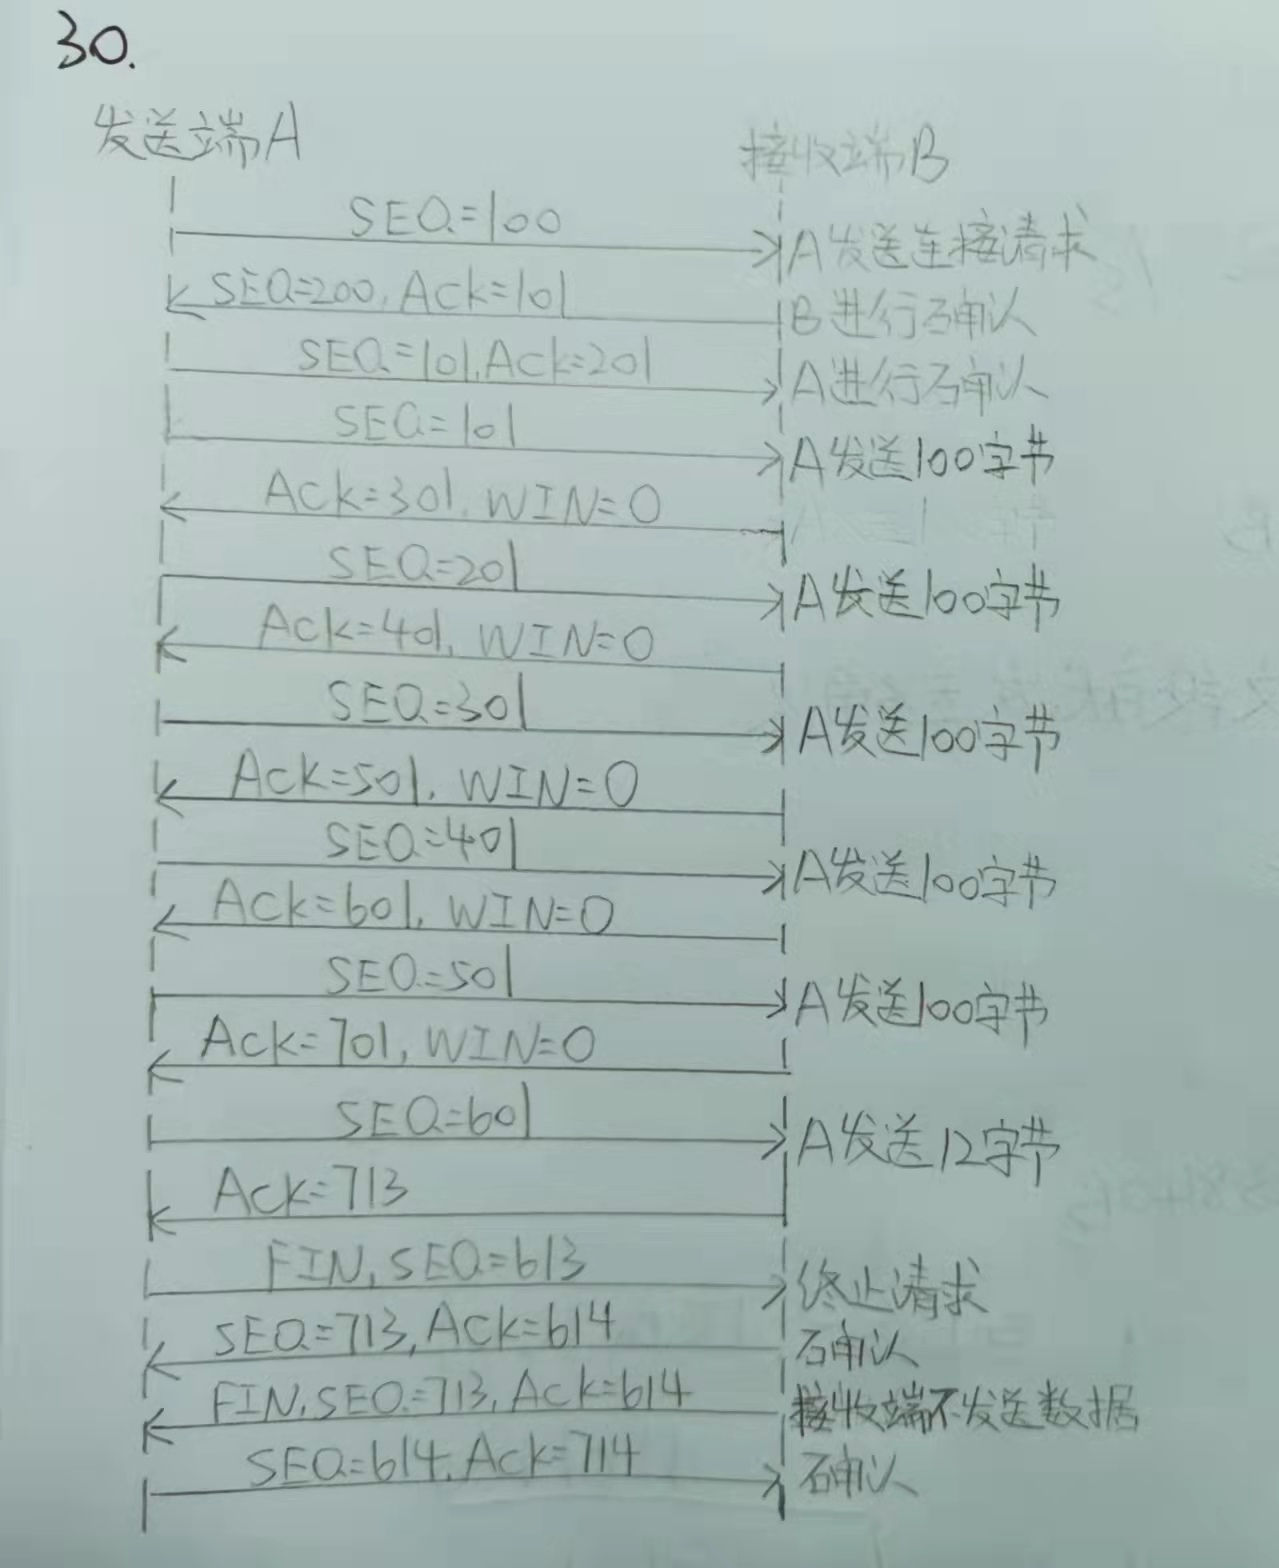 30.
发送端A 接收端B
SEQ=100 A发送连接请求
SEQ=200, Ack=101 B进行确认
SEQ=101, Ack=201 A进行确认
SEQ=101 A发送100字节
Ack=301, WIN=0
SEQ=201 A发送100字节
Ack=401, WIN=0
SEQ=301 A发送100字节
Ack=501, WIN=0
SEQ=401 A发送100字节
Ack=601, WIN=0
SEQ=501 A发送100字节
Ack=701, WIN=0
SEQ=601 A发送12字节
Ack=713
FIN, SEQ=613 终止请求
SEQ=713, Ack=614 确认
FIN, SEQ=713, Ack=614 接收端不发送数据
SEQ=614, Ack=714 确认